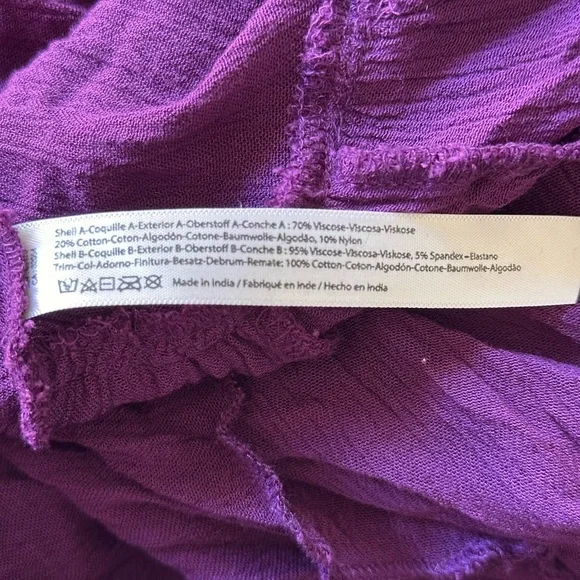 Shell A-Coquille A-Exterior A-Oberstoff A-Conche A : 70% Viscose-Viscosa-Viskose
20% Cotton-Coton-Algodón-Cotone-Baumwolle-Algodão, 10% Nylon
Shell B-Coquille B-Exterior B-Oberstoff B-Conche B : 95% Viscose-Viscosa-Viskose, 5% Spandex-Elastano
Trim-Col-Adorno-Finitura-Besatz-Debrum-Remate: 100% Cotton-Coton-Algodón-Cotone-Baumwolle-Algodão
Made in India / Fabriqué en Inde / Hecho en India